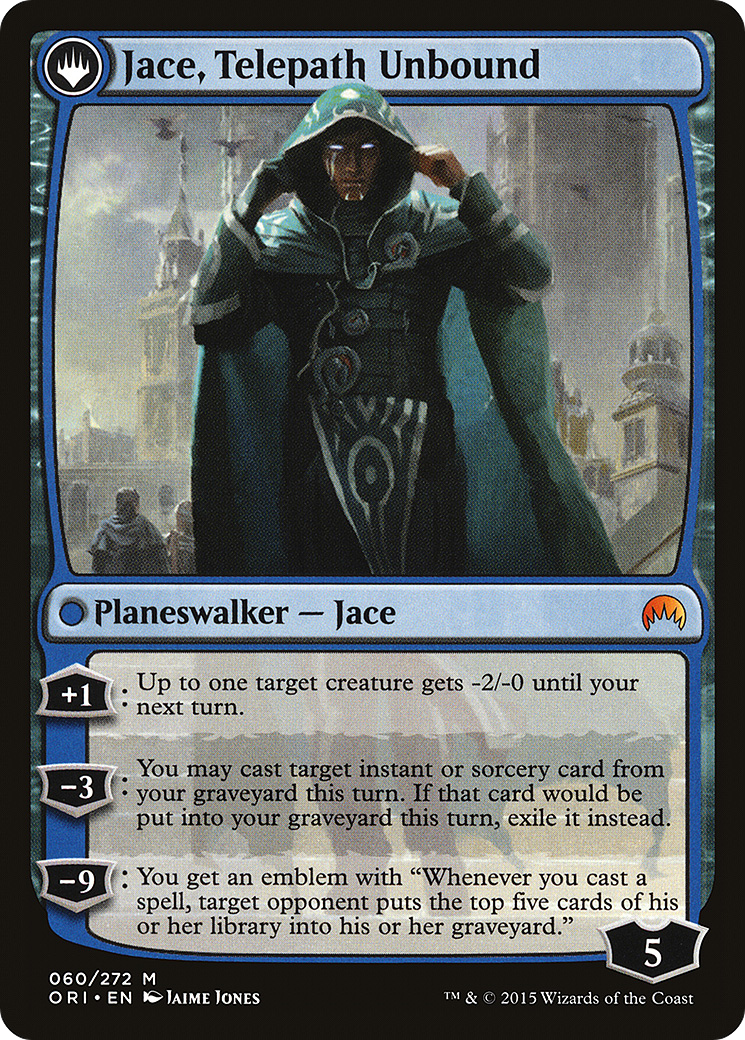 Jace, Telepath Unbound
Planeswalker — Jace
+1 : Up to one target creature gets -2/-0 until your
next turn.
−3 : You may cast target instant or sorcery card from
your graveyard this turn. If that card would be
put into your graveyard this turn, exile it instead.
−9 : You get an emblem with “Whenever you cast a
spell, target opponent puts the top five cards of his
or her library into his or her graveyard.”
5
060/272 M
ORI • EN Jaime Jones
™ & © 2015 Wizards of the Coast